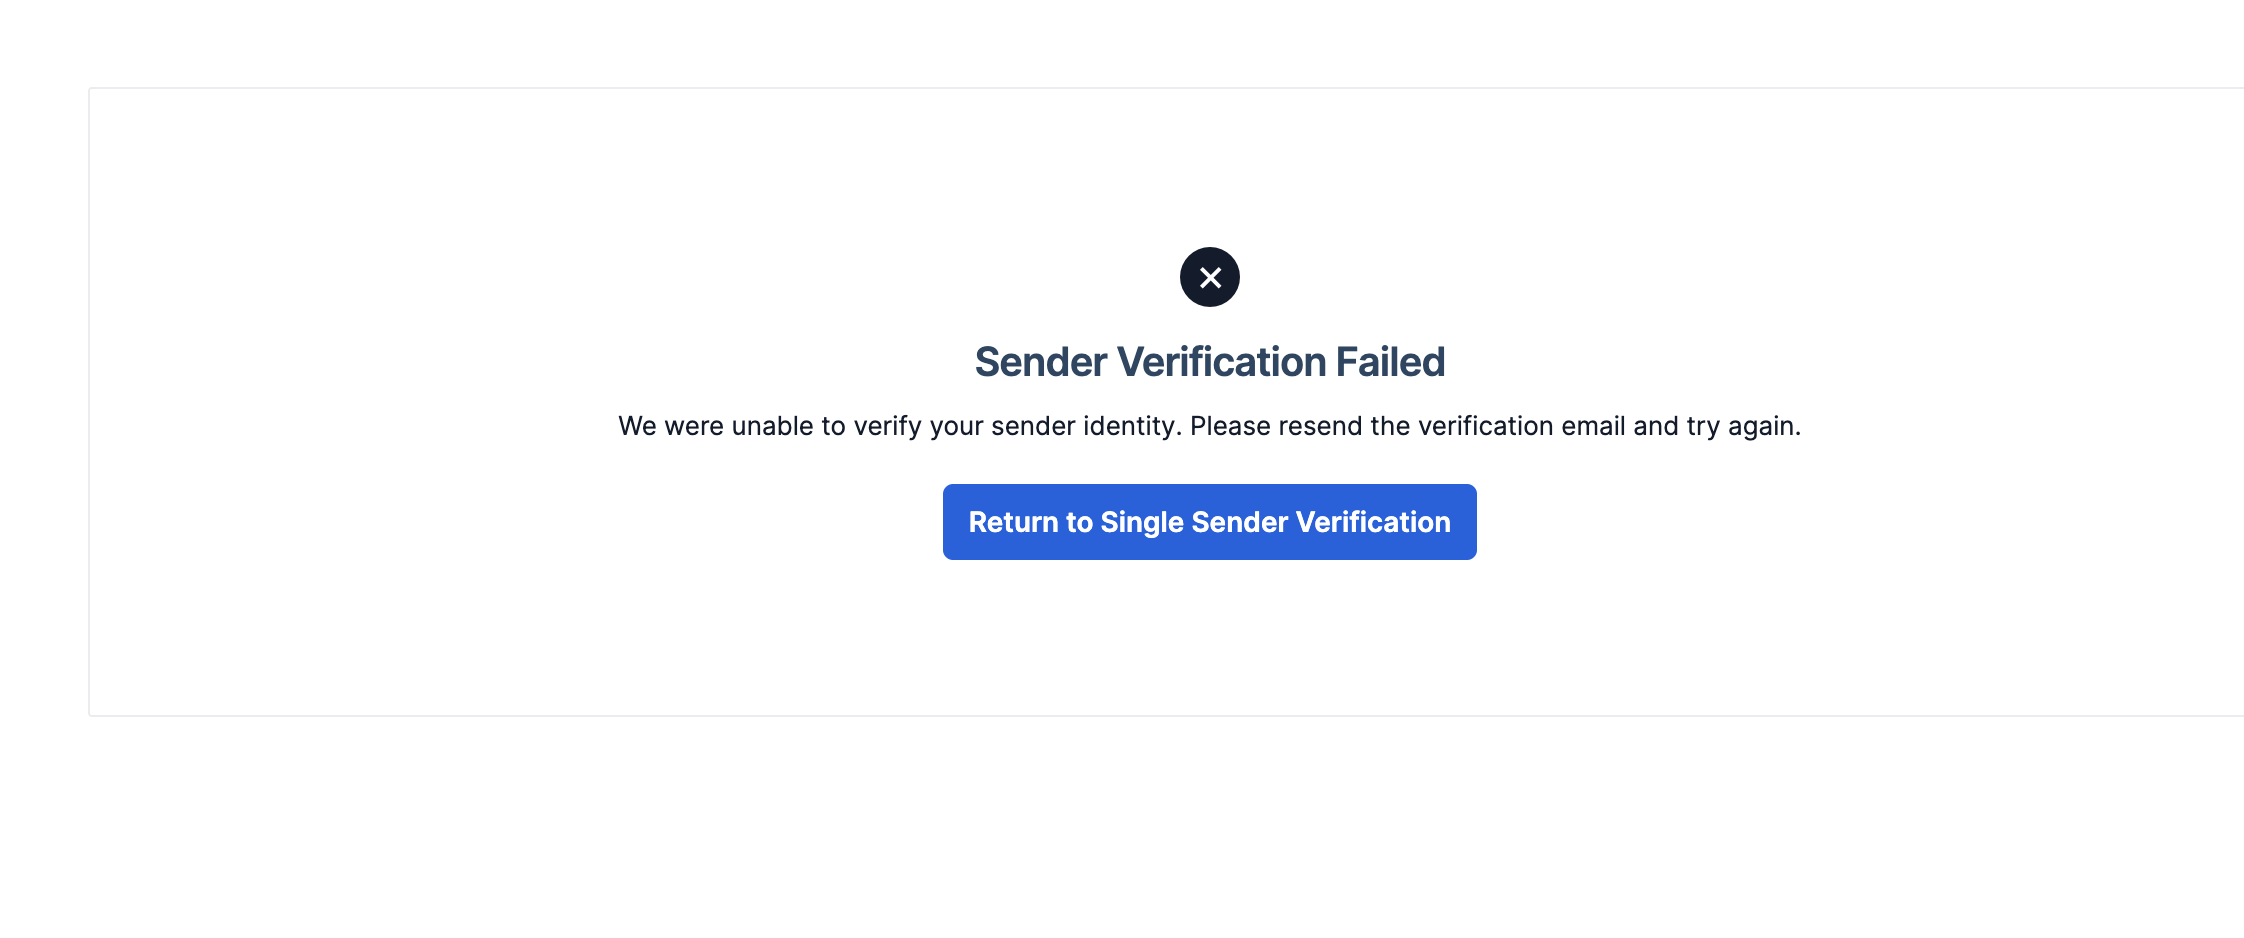 Sender Verification Failed
We were unable to verify your sender identity. Please resend the verification email and try again.
Return to Single Sender Verification